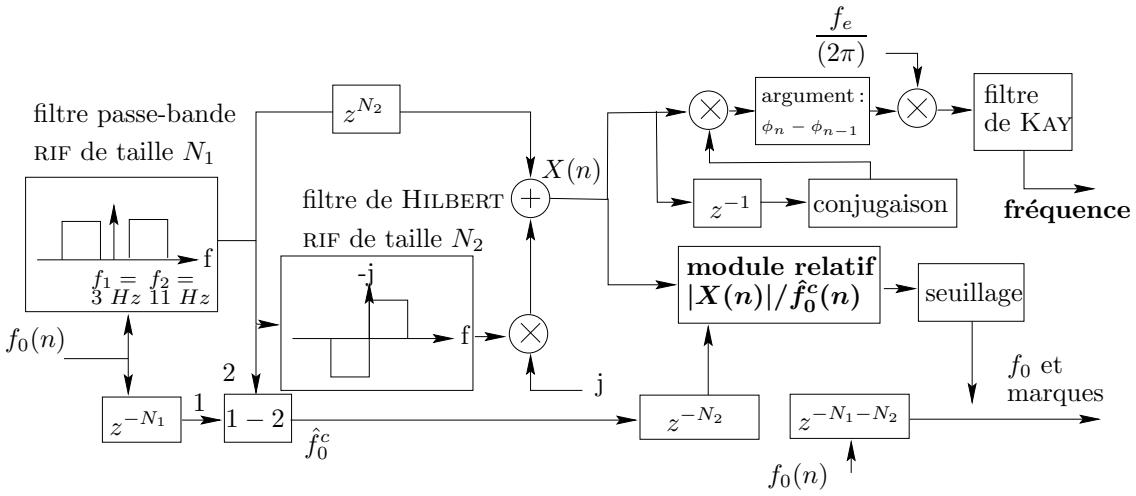 f_e
(2π)
filtre passe-bande
RIF de taille N_1
z^{N_2}
argument :
ϕ_n − ϕ_{n−1}
filtre
de KAY
X(n)
filtre de HILBERT
RIF de taille N_2
z^{−1}
conjugaison
fréquence
f
f_1 = f_2 =
3 Hz 11 Hz
-j
f
module relatif
|X(n)|/f̂_0^c(n)
seuillage
f_0(n)
2
j
f_0 et
marques
z^{−N_1}
1
1 − 2
f̂_0^c
z^{−N_2}
z^{−N_1−N_2}
f_0(n)